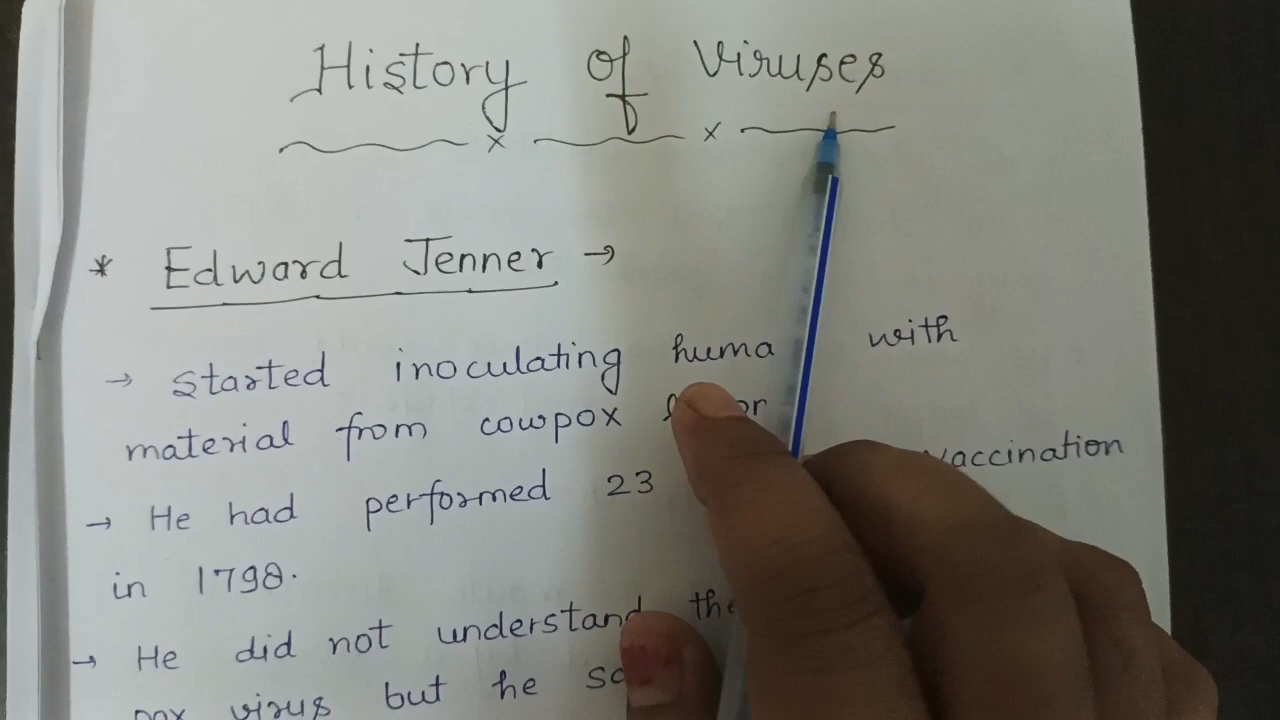 History of Viruses
* Edward Jenner →
→ started inoculating huma with
material from cowpox
→ He had performed 23 vaccination
in 1798.
→ He did not understand the
pox virus but he